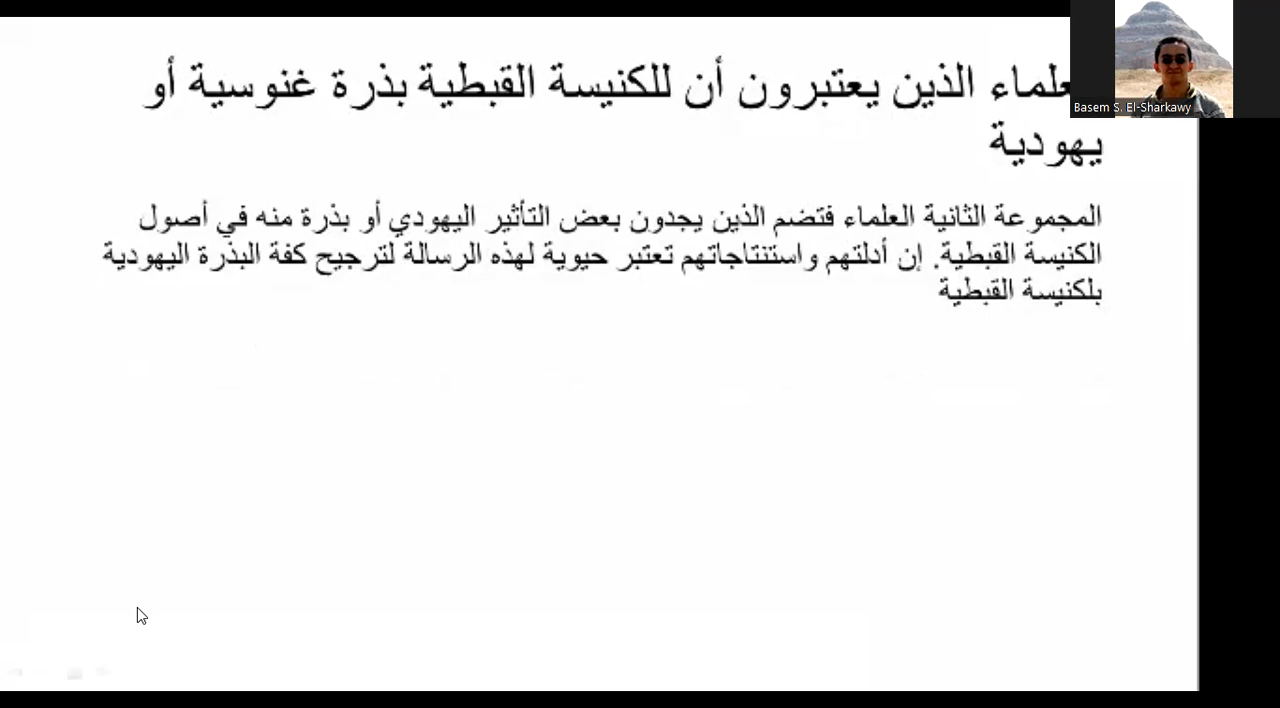 الذين يعتبرون أن للكنيسة القبطية بذرة غنوسية أو
يهودية
المجموعة الثانية العلماء فتضم الذين يجدون بعض التأثير اليهودي أو بذرة منه في أصول
الكنيسة القبطية. إن أدلتهم واستنتاجاتهم تعتبر حيوية لهذه الرسالة لترجيح كفة البذرة اليهودية
بلكنيسة القبطية
Basem S. El-Sharkawy